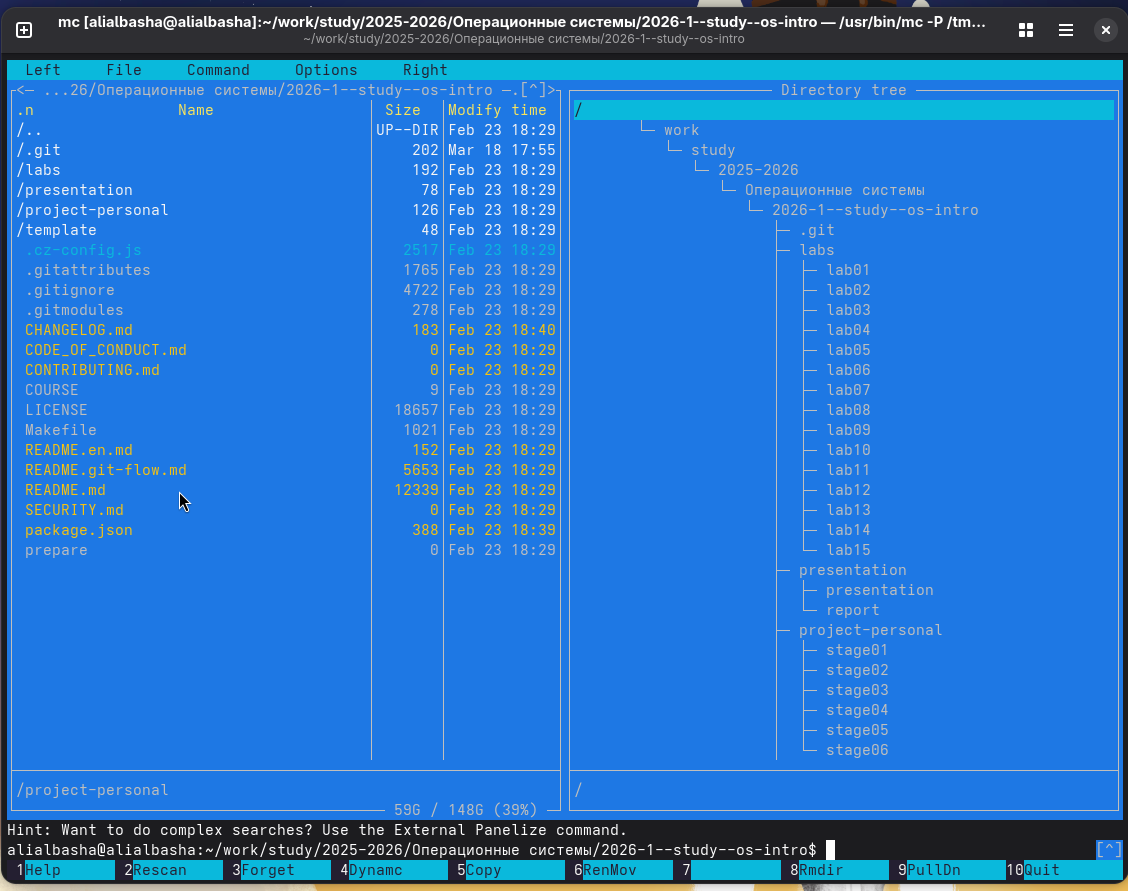 mc [alialbasha@alialbasha]:~/work/study/2025-2026/Операционные системы/2026-1--study--os-intro — /usr/bin/mc -P /tm…
~/work/study/2025-2026/Операционные системы/2026-1--study--os-intro
Left File Command Options Right
<— ...26/Операционные системы/2026-1--study--os-intro —.[^]>
.n Name Size Modify time
/.. UP--DIR Feb 23 18:29
/.git 202 Mar 18 17:55
/labs 192 Feb 23 18:29
/presentation 78 Feb 23 18:29
/project-personal 126 Feb 23 18:29
/template 48 Feb 23 18:29
.cz-config.js 2517 Feb 23 18:29
.gitattributes 1765 Feb 23 18:29
.gitignore 4722 Feb 23 18:29
.gitmodules 278 Feb 23 18:29
CHANGELOG.md 183 Feb 23 18:40
CODE_OF_CONDUCT.md 0 Feb 23 18:29
CONTRIBUTING.md 0 Feb 23 18:29
COURSE 9 Feb 23 18:29
LICENSE 18657 Feb 23 18:29
Makefile 1021 Feb 23 18:29
README.en.md 152 Feb 23 18:29
README.git-flow.md 5653 Feb 23 18:29
README.md 12339 Feb 23 18:29
SECURITY.md 0 Feb 23 18:29
package.json 388 Feb 23 18:39
prepare 0 Feb 23 18:29
/project-personal
59G / 148G (39%)
Directory tree
/
work
study
2025-2026
Операционные системы
2026-1--study--os-intro
.git
labs
lab01
lab02
lab03
lab04
lab05
lab06
lab07
lab08
lab09
lab10
lab11
lab12
lab13
lab14
lab15
presentation
presentation
report
project-personal
stage01
stage02
stage03
stage04
stage05
stage06
/
Hint: Want to do complex searches? Use the External Panelize command.
alialbasha@alialbasha:~/work/study/2025-2026/Операционные системы/2026-1--study--os-intro$ [^]
1Help 2Rescan 3Forget 4Dynamc 5Copy 6RenMov 7 8Rmdir 9PullDn 10Quit